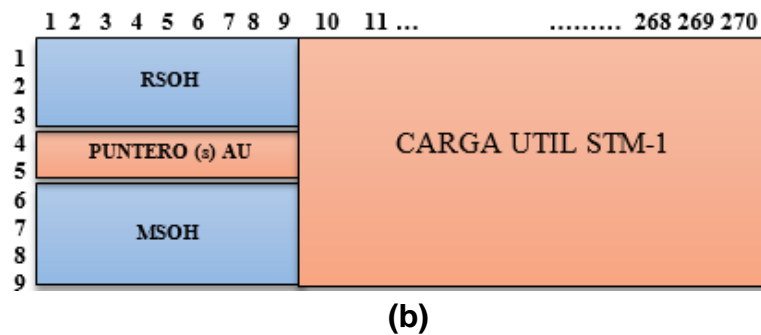 1 2 3 4 5 6 7 8 9 10 11 ... ......... 268 269 270
1
2 RSOH
3
4 PUNTERO (s) AU CARGA UTIL STM-1
5
6
7 MSOH
8
9
(b)